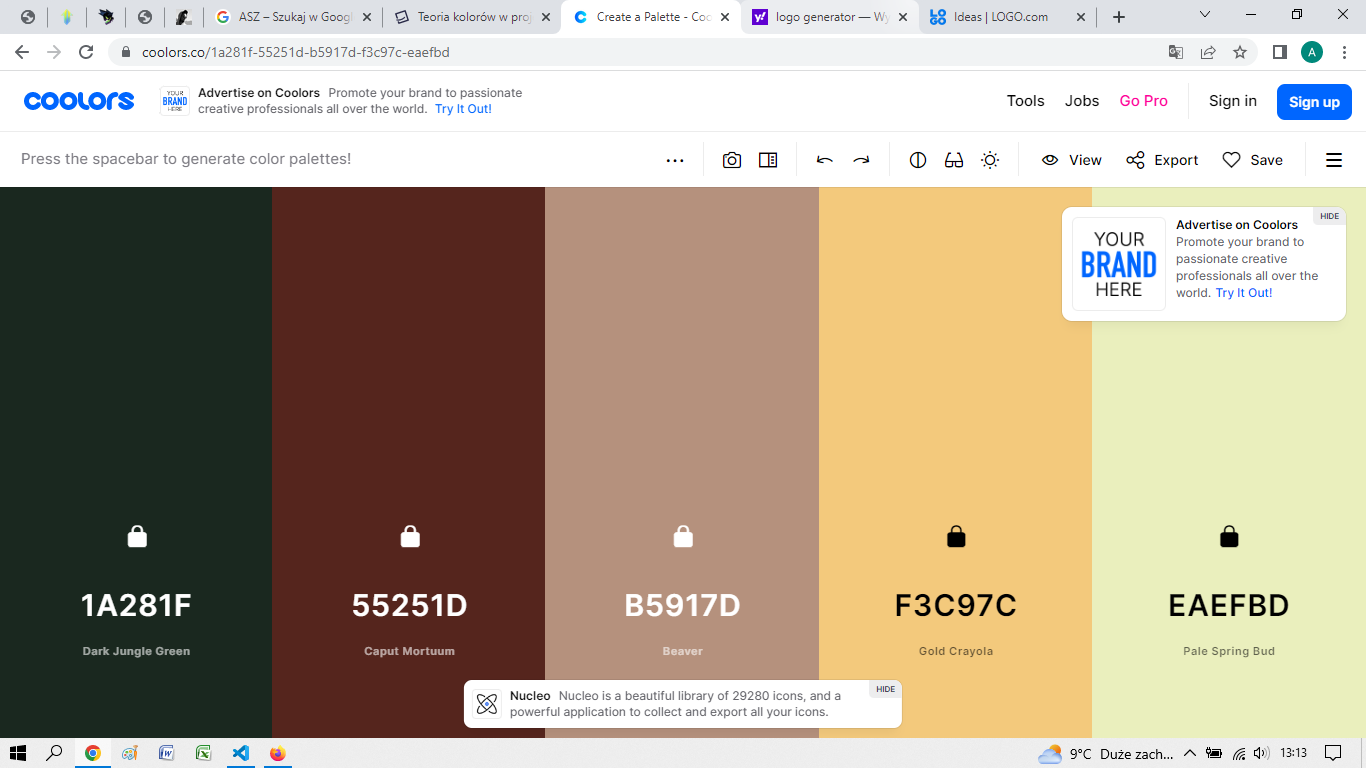 ASZ – Szukaj w Googl
Teoria kolorów w proj
Create a Palette - Coo
logo generator — Wy
Ideas | LOGO.com
coolors.co/1a281f-55251d-b5917d-f3c97c-eaefbd
A
coolors
YOUR
BRAND
HERE
Advertise on Coolors Promote your brand to passionate
creative professionals all over the world. Try It Out!
Tools
Jobs
Go Pro
Sign in
Sign up
Press the spacebar to generate color palettes!
View
Export
Save
HIDE
YOUR
BRAND
HERE
Advertise on Coolors
Promote your brand to
passionate creative
professionals all over the
world. Try It Out!
1A281F
Dark Jungle Green
55251D
Caput Mortuum
B5917D
Beaver
F3C97C
Gold Crayola
EAEFBD
Pale Spring Bud
HIDE
Nucleo Nucleo is a beautiful library of 29280 icons, and a
powerful application to collect and export all your icons.
9°C Duże zach...
13:13